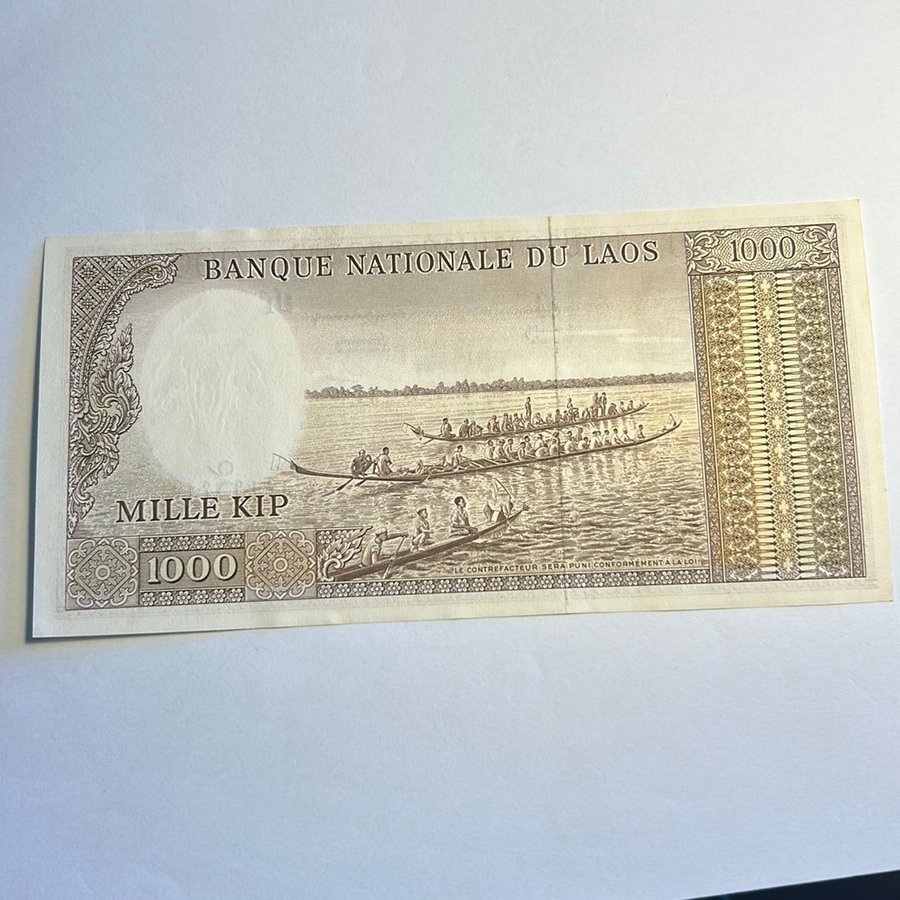 BANQUE NATIONALE DU LAOS
1000
MILLE KIP
1000
LE CONTREFACTEUR SERA PUNI CONFORMÉMENT A LA LOI